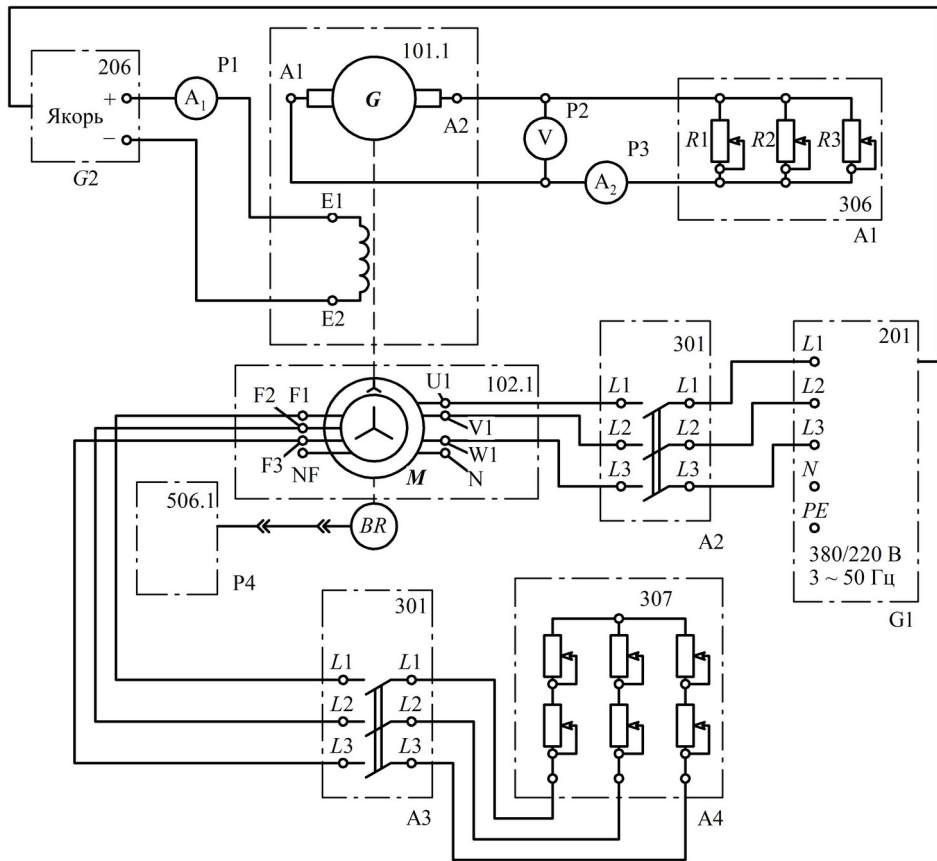 206
Якорь
+
−
G2
P1
A1
101.1
A1
G
A2
P2
V
P3
A2
R1
R2
R3
306
A1
E1
E2
102.1
F2
F1
F3
NF
U1
V1
W1
N
M
301
L1
L1
L2
L2
L3
L3
A2
201
L1
L2
L3
N
PE
380/220 В
3 ~ 50 Гц
G1
506.1
BR
P4
301
L1
L1
L2
L2
L3
L3
A3
307
A4